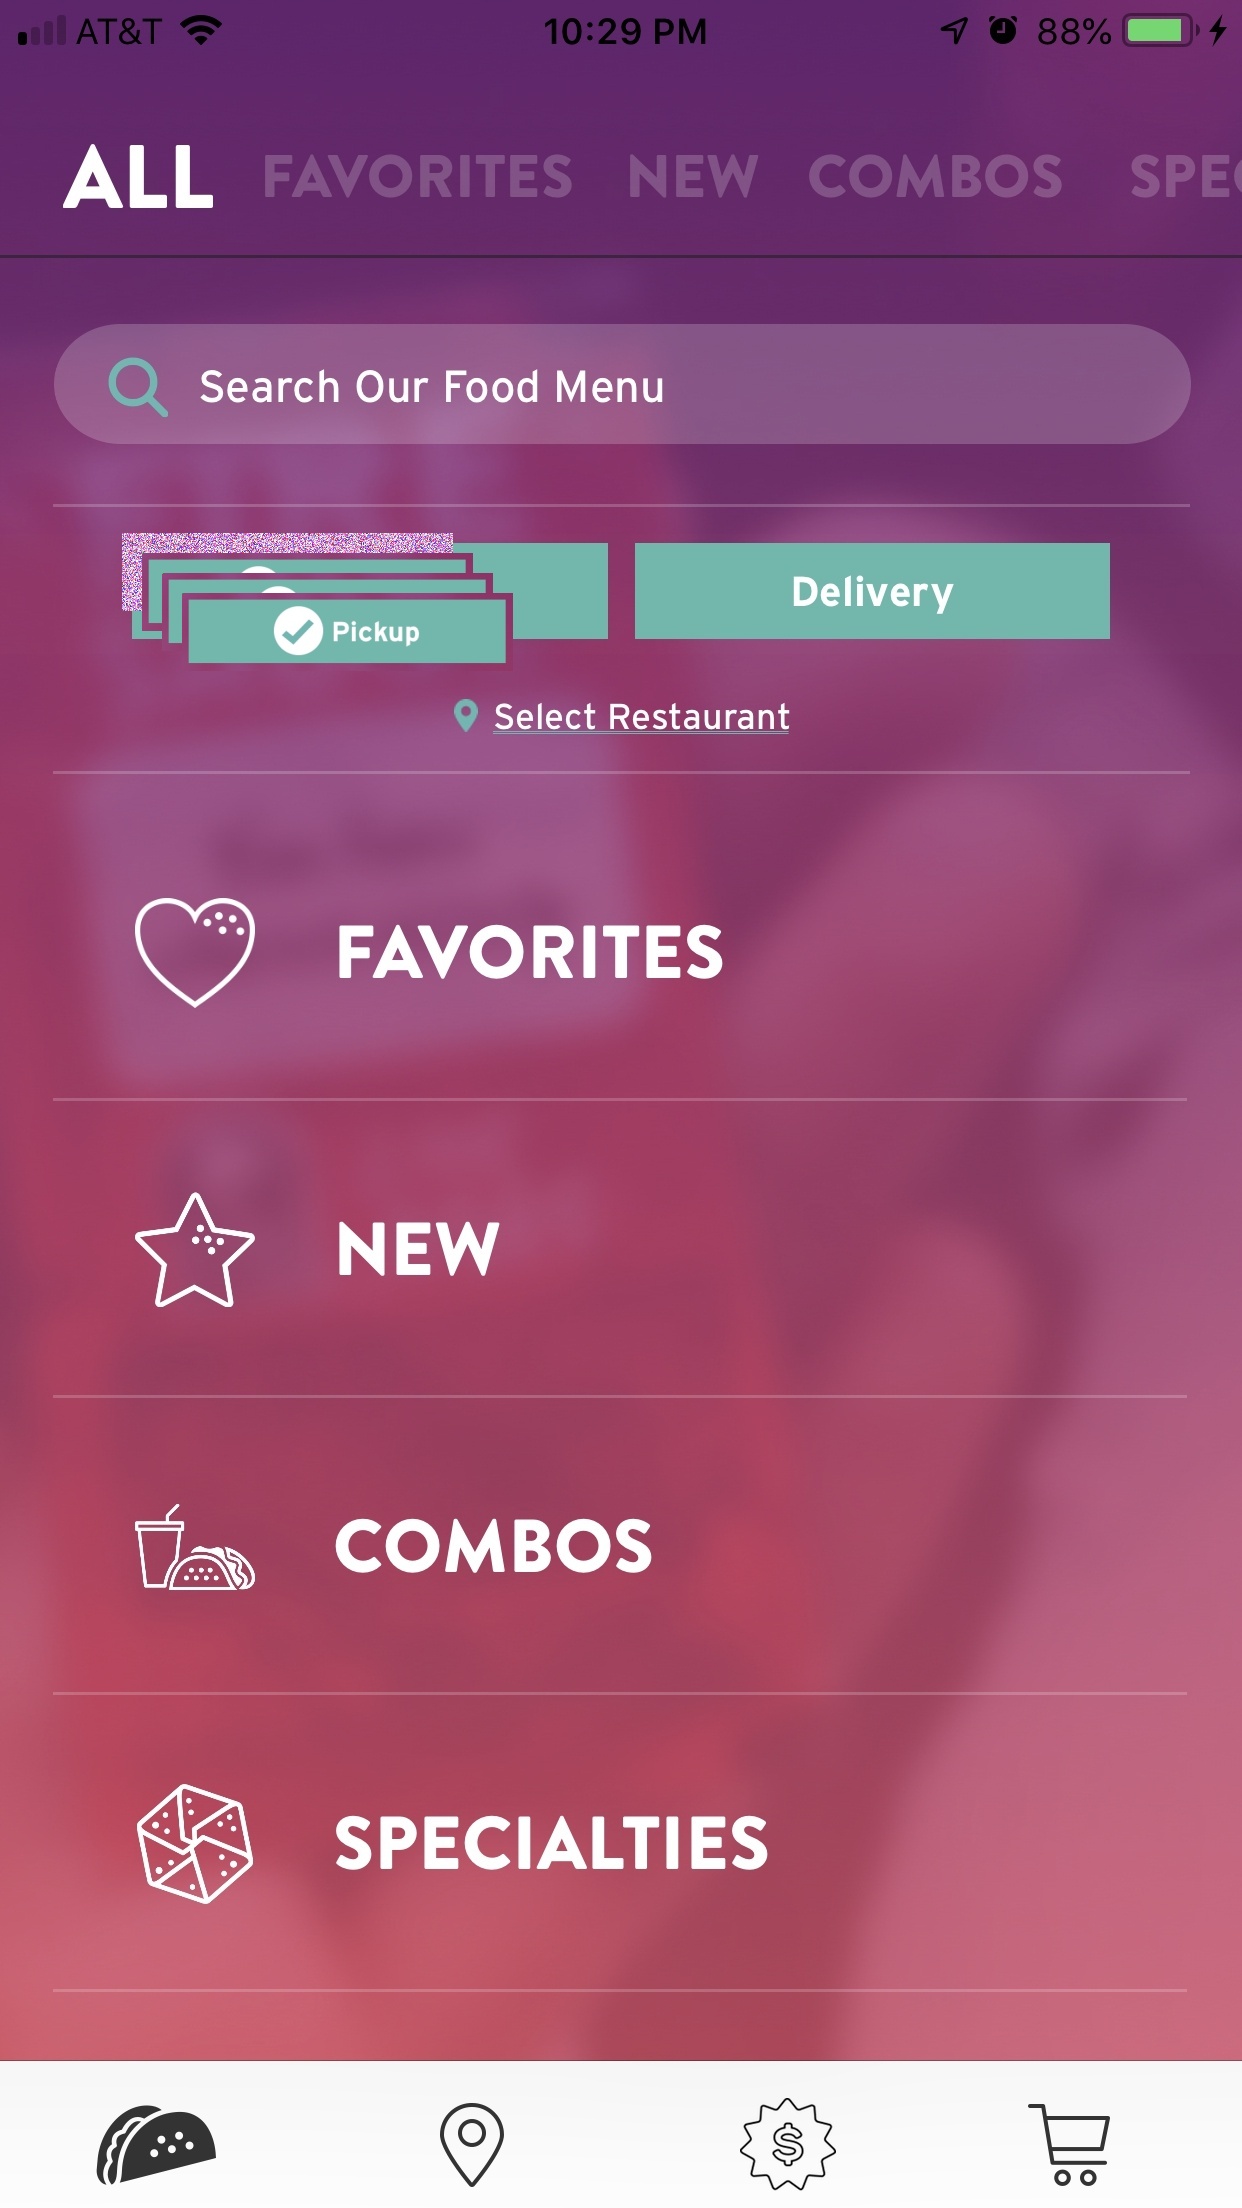 AT&T 10:29 PM 88%
ALL FAVORITES NEW COMBOS SPEC
Search Our Food Menu
Pickup Delivery
Select Restaurant
FAVORITES
NEW
COMBOS
SPECIALTIES
$